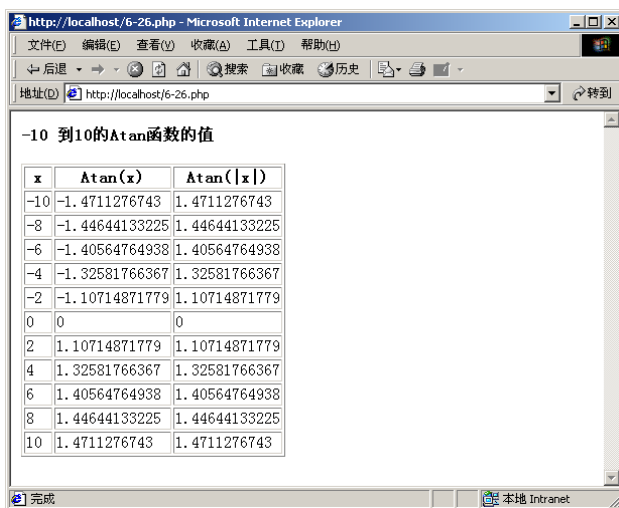 http://localhost/6-26.php - Microsoft Internet Explorer
文件(F) 编辑(E) 查看(V) 收藏(A) 工具(T) 帮助(H)
后退 搜索 收藏 历史
地址(D) http://localhost/6-26.php 转到
-10 到10的Atan函数的值
x Atan(x) Atan(|x|)
-10 -1.4711276743 1.4711276743
-8 -1.44644133225 1.44644133225
-6 -1.40564764938 1.40564764938
-4 -1.32581766367 1.32581766367
-2 -1.10714871779 1.10714871779
0 0 0
2 1.10714871779 1.10714871779
4 1.32581766367 1.32581766367
6 1.40564764938 1.40564764938
8 1.44644133225 1.44644133225
10 1.4711276743 1.4711276743
完成 本地 Intranet